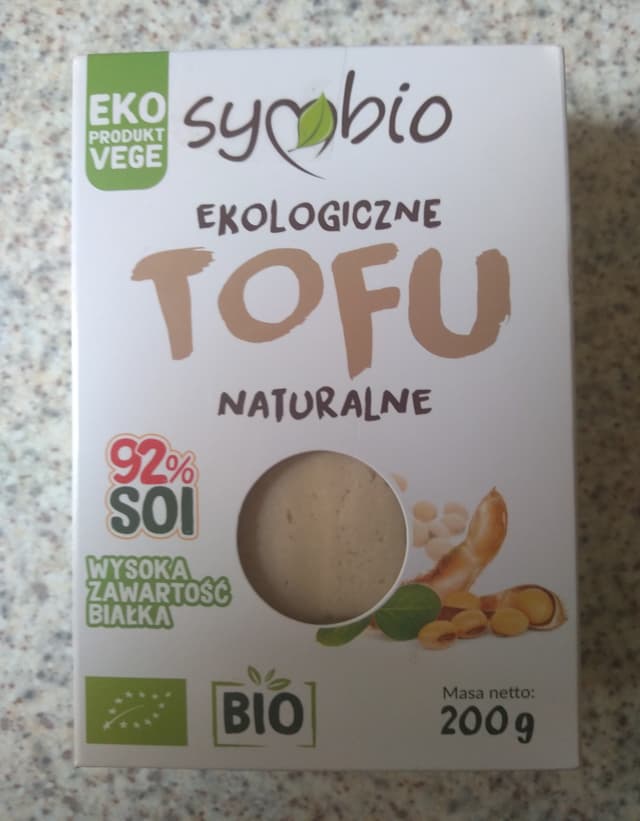 EKO
PRODUKT
VEGE
symbio
EKOLOGICZNE
TOFU
NATURALNE
92%
SOI
WYSOKA
ZAWARTOŚĆ
BIAŁKA
BIO
Masa netto:
200g